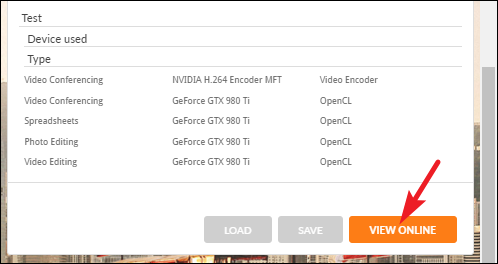 Test
Device used
Type
Video Conferencing NVIDIA H.264 Encoder MFT Video Encoder
Video Conferencing GeForce GTX 980 Ti OpenCL
Spreadsheets GeForce GTX 980 Ti OpenCL
Photo Editing GeForce GTX 980 Ti OpenCL
Video Editing GeForce GTX 980 Ti OpenCL
LOAD SAVE VIEW ONLINE